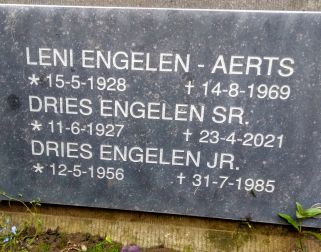 LENI ENGELEN - AERTS
* 15-5-1928 † 14-8-1969
DRIES ENGELEN SR.
* 11-6-1927 † 23-4-2021
DRIES ENGELEN JR.
* 12-5-1956 † 31-7-1985